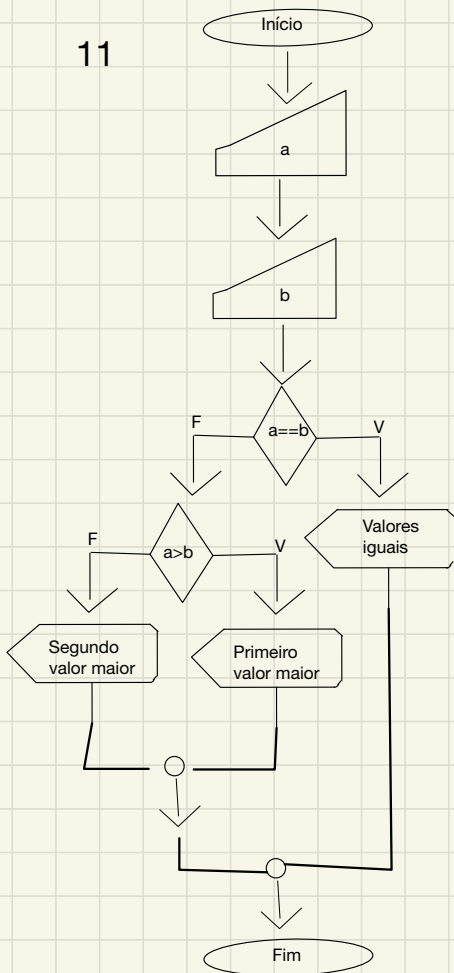 11
Início
a
b
F
a==b
V
Valores
iguais
F
a>b
V
Segundo
valor maior
Primeiro
valor maior
Fim